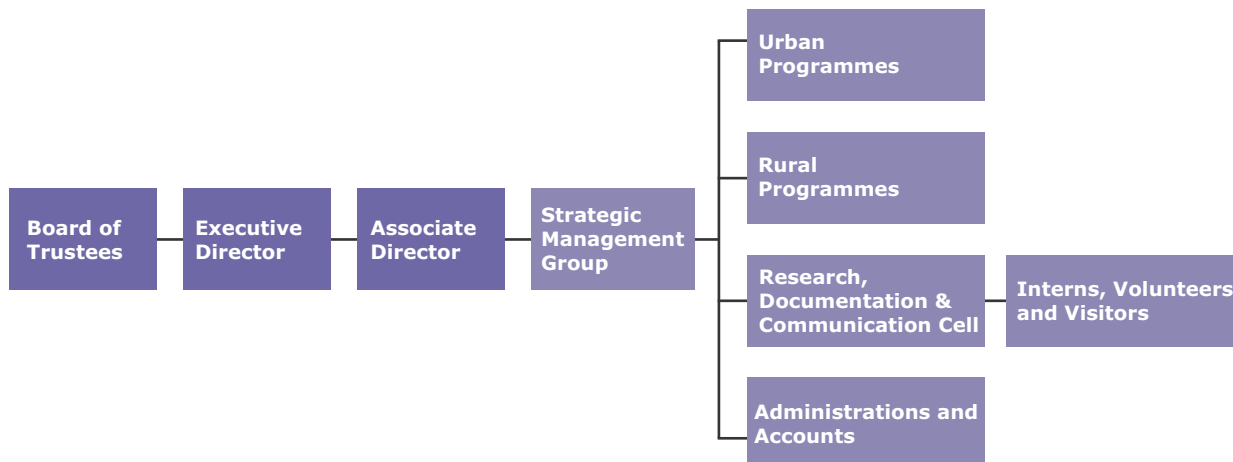 Board of
Trustees
Executive
Director
Associate
Director
Strategic
Management
Group
Urban
Programmes
Rural
Programmes
Research,
Documentation &
Communication Cell
Interns, Volunteers
and Visitors
Administrations and
Accounts